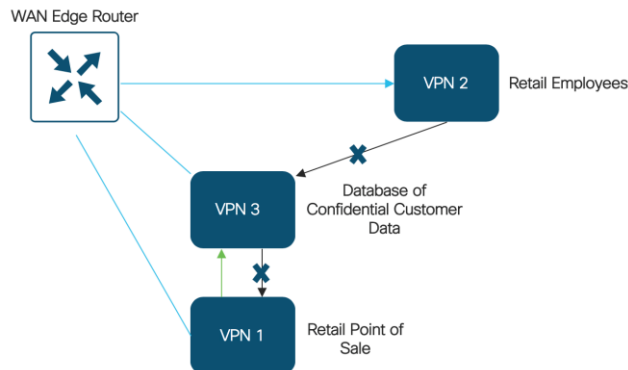 WAN Edge Router
VPN 2
Retail Employees
VPN 3
Database of
Confidential Customer
Data
VPN 1
Retail Point of
Sale